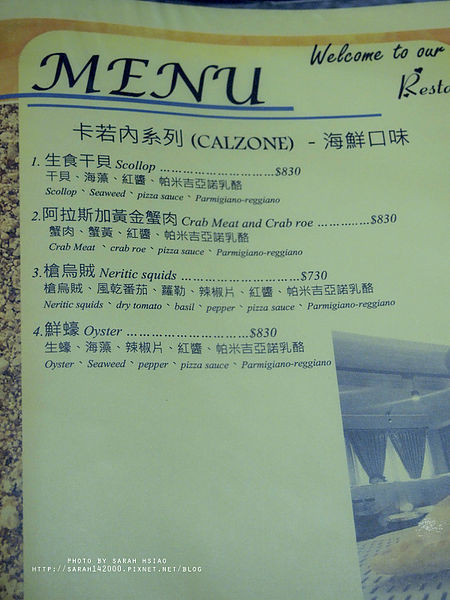 Welcome to our
MENU
Resta
卡若內系列 (CALZONE) - 海鮮口味
1. 生食干貝 Scollop ………………………$830
干貝、海藻、紅醬、帕米吉亞諾乳酪
Scollop、Seaweed、pizza sauce、Parmigiano-reggiano
2.阿拉斯加黃金蟹肉 Crab Meat and Crab roe …………..$830
蟹肉、蟹黃、紅醬、帕米吉亞諾乳酪
Crab Meat、crab roe、pizza sauce、Parmigiano-reggiano
3.槍烏賊 Neritic squids ……………………$730
槍烏賊、風乾番茄、蘿勒、辣椒片、紅醬、帕米吉亞諾乳酪
Neritic squids、dry tomato、basil、pepper、pizza sauce、Parmigiano-reggiano
4.鮮蠔 Oyster ……………………$830
生蠔、海藻、辣椒片、紅醬、帕米吉亞諾乳酪
Oyster、Seaweed、pepper、pizza sauce、Parmigiano-reggiano
PHOTO BY SARAH HSIAO
HTTP://SARAH142000.PIXNET.NET/BLOG